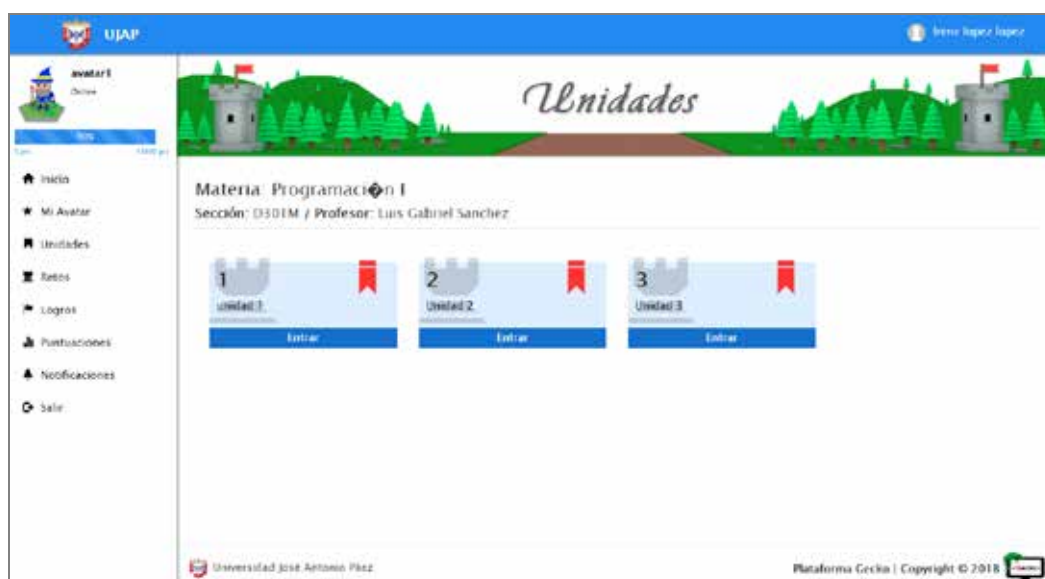 UJAP
Irene lopez lopez
avatar1
Online
Unidades
Inicio
Mi Avatar
Unidades
Retos
Logros
Puntuaciones
Notificaciones
Salir
Materia: Programaci�n I
Sección: D301M / Profesor: Luis Gabriel Sanchez
1
unidad 1
Entrar
2
Unidad 2
Entrar
3
Unidad 3
Entrar
Universidad José Antonio Páez
Plataforma Gecko | Copyright © 2018